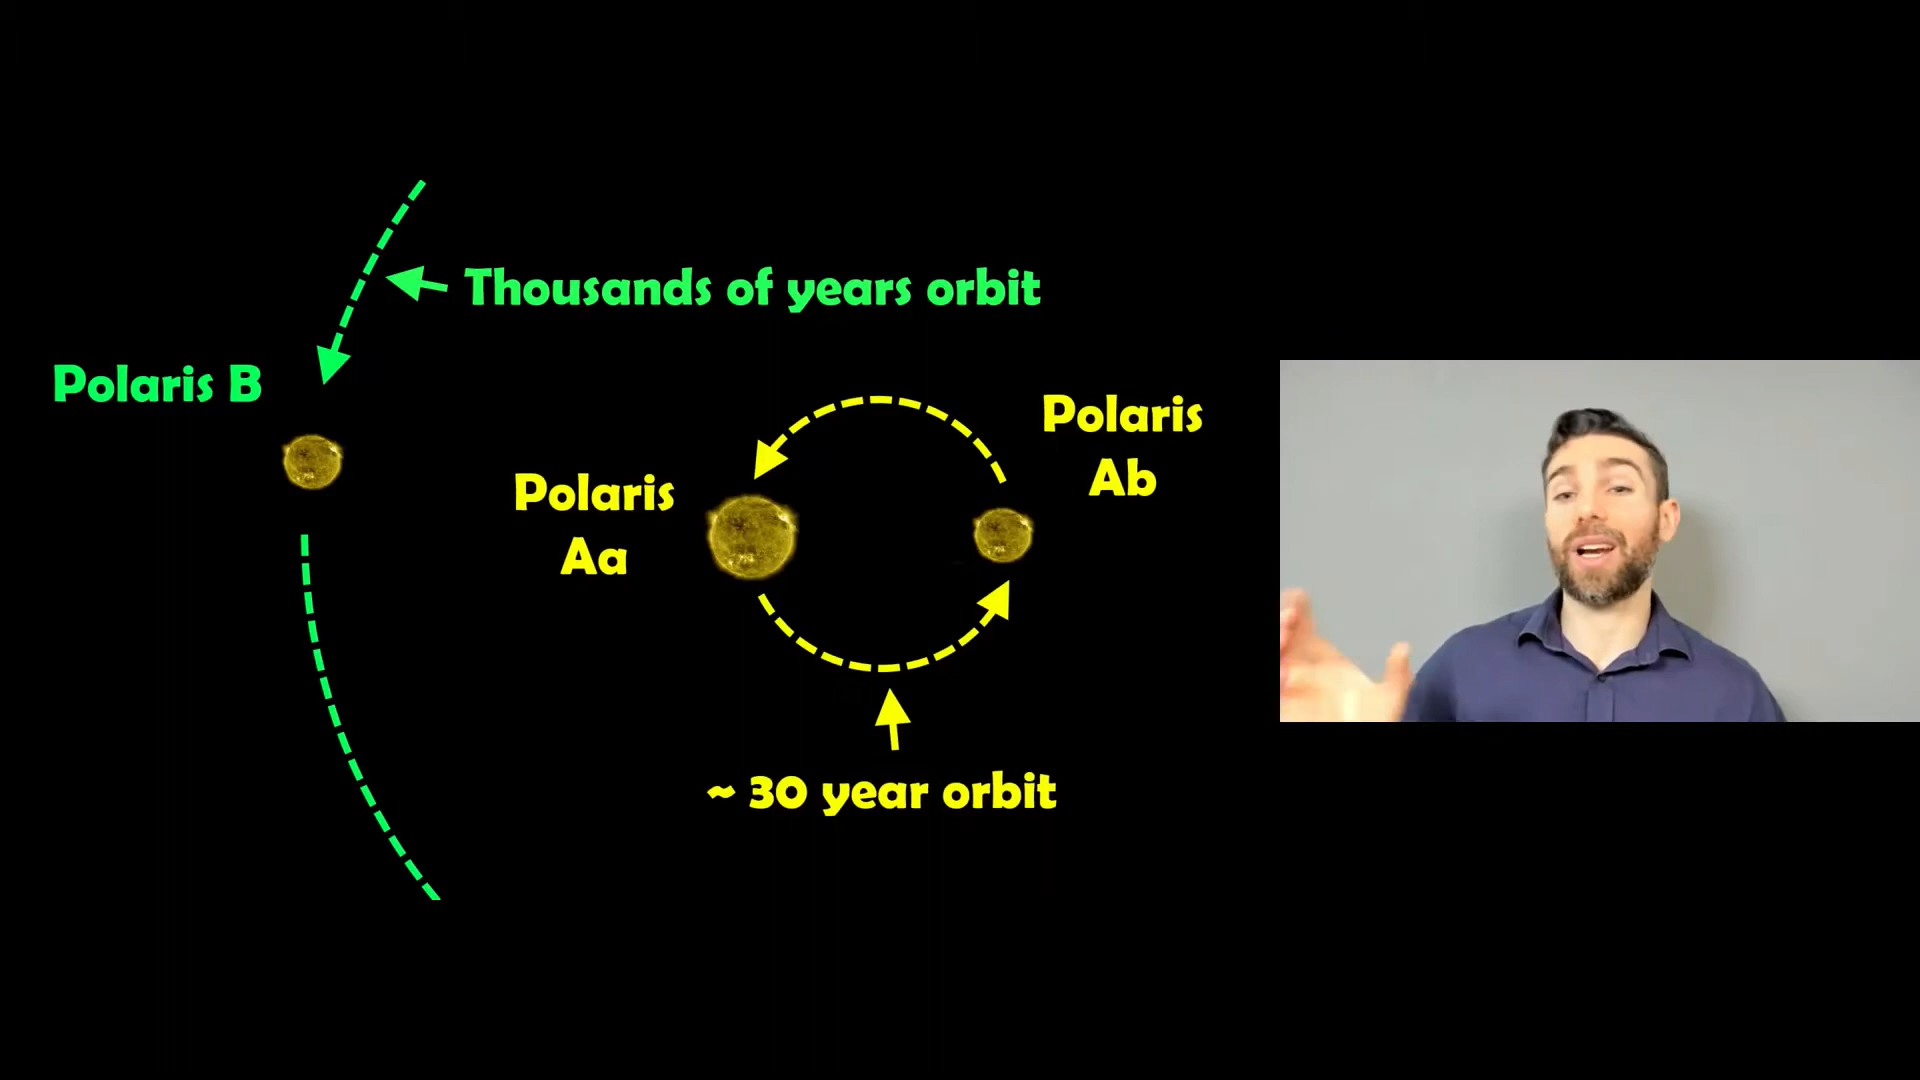 Thousands of years orbit
Polaris B
Polaris
Aa
Polaris
Ab
~ 30 year orbit